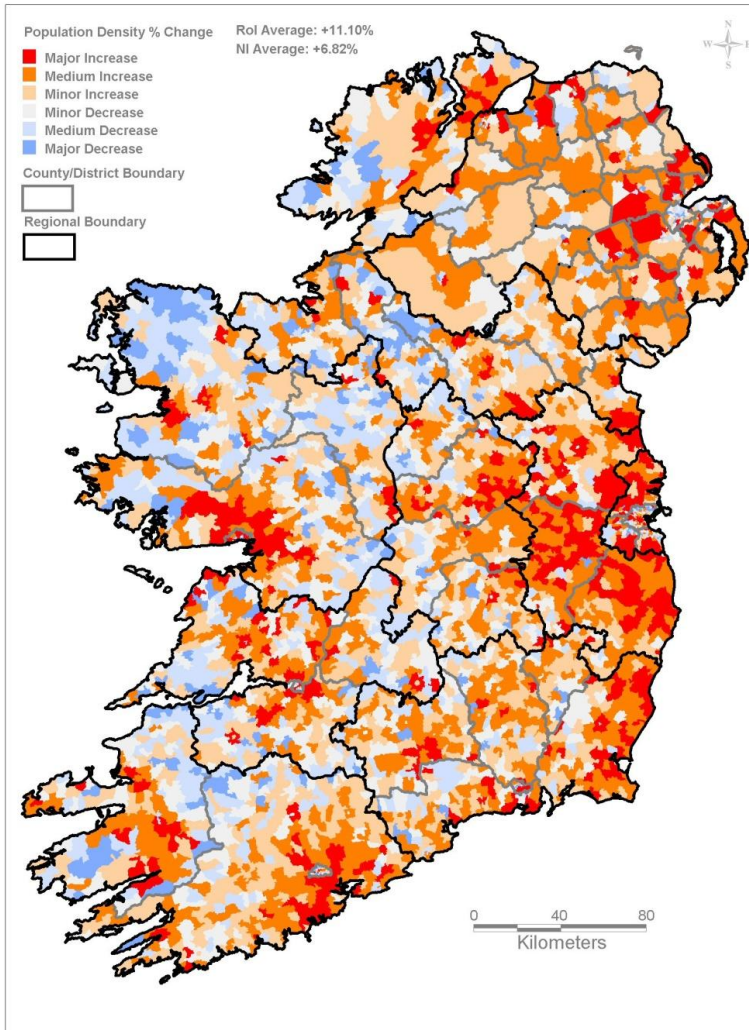 Population Density % Change
RoI Average: +11.10%
NI Average: +6.82%
Major Increase
Medium Increase
Minor Increase
Minor Decrease
Medium Decrease
Major Decrease
County/District Boundary
Regional Boundary
N
W E
S
0 40 80
Kilometers